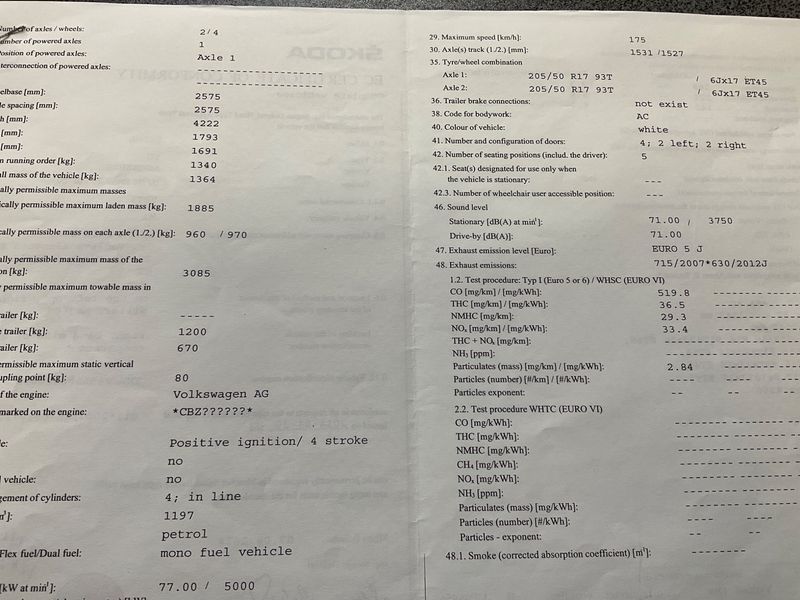 Number of axles / wheels: 2/4
number of powered axles 1
Position of powered axles: Axle 1
nterconnection of powered axles: ------------------
------------------
elbase [mm]: 2575
le spacing [mm]: 2575
h [mm]: 4222
[mm]: 1793
[mm]: 1691
n running order [kg]: 1340
all mass of the vehicle [kg]: 1364
ally permissible maximum masses
ically permissible maximum laden mass [kg]: 1885
cally permissible mass on each axle (1./2.) [kg]: 960 / 970
ally permissible maximum mass of the
on [kg]: 3085
permissible maximum towable mass in
railer [kg]: -----
e trailer [kg]: 1200
railer [kg]: 670
ermissible maximum static vertical
upling point [kg]: 80
of the engine: Volkswagen AG
marked on the engine: *CBZ??????*
le: Positive ignition/ 4 stroke
no
l vehicle: no
gement of cylinders: 4; in line
n³]: 1197
petrol
Flex fuel/Dual fuel: mono fuel vehicle
[kW at min¹]: 77.00 / 5000
ŠKODA
29. Maximum speed [km/h]: 175
30. Axle(s) track (1./2.) [mm]: 1531 /1527
35. Tyre/wheel combination
Axle 1: 205/50 R17 93T / 6Jx17 ET45
Axle 2: 205/50 R17 93T / 6Jx17 ET45
36. Trailer brake connections: not exist
38. Code for bodywork: AC
40. Colour of vehicle: white
41. Number and configuration of doors: 4; 2 left; 2 right
42. Number of seating positions (includ. the driver): 5
42.1. Seat(s) designated for use only when
the vehicle is stationary: ---
42.3. Number of wheelchair user accessible position: ---
46. Sound level
Stationary [dB(A) at min¹]: 71.00 / 3750
Drive-by [dB(A)]: 71.00
47. Exhaust emission level [Euro]: EURO 5 J
48. Exhaust emissions: 715/2007*630/2012J
1.2. Test procedure: Typ I (Euro 5 or 6) / WHSC (EURO VI)
CO [mg/km] / [mg/kWh]: 519.8 --------
THC [mg/km] / [mg/kWh]: 36.5 --------
NMHC [mg/km]: 29.3 --------
NOₓ [mg/km] / [mg/kWh]: 33.4 --------
THC + NOₓ [mg/km]: --------
NH₃ [ppm]: --------
Particulates (mass) [mg/km] / [mg/kWh]: 2.84 --------
Particles (number) [#/km] / [#/kWh]: ---- ----
Particles exponent: -- --
2.2. Test procedure WHTC (EURO VI)
CO [mg/kWh]: --------
THC [mg/kWh]: --------
NMHC [mg/kWh]: --------
CH₄ [mg/kWh]: --------
NOₓ [mg/kWh]: --------
NH₃ [ppm]: --------
Particulates (mass) [mg/kWh]: --------
Particles (number) [#/kWh]: ---- ----
Particles - exponent: -- --
48.1. Smoke (corrected absorption coefficient) [m¹]: --------